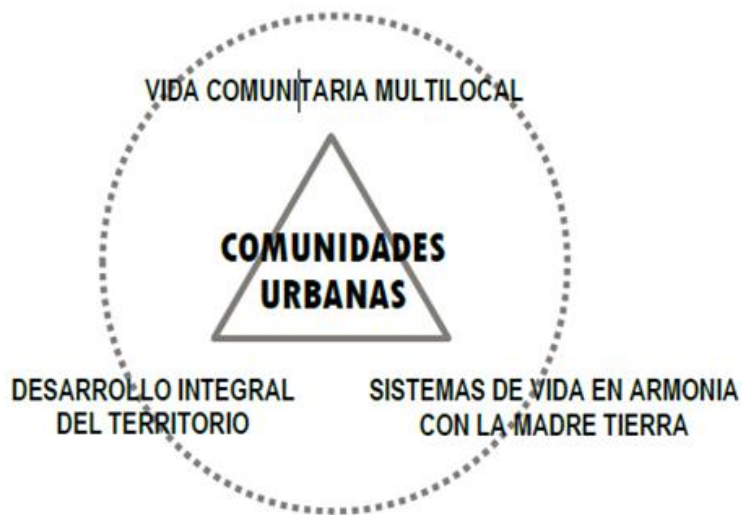 VIDA COMUNITARIA MULTILOCAL
COMUNIDADES
URBANAS
DESARROLLO INTEGRAL
DEL TERRITORIO
SISTEMAS DE VIDA EN ARMONIA
CON LA MADRE TIERRA